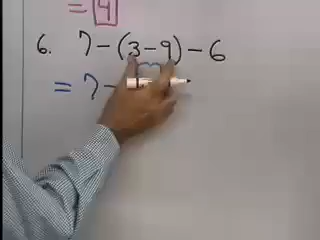 = 4
6. 7 - (3 - 9) - 6
= 7 -